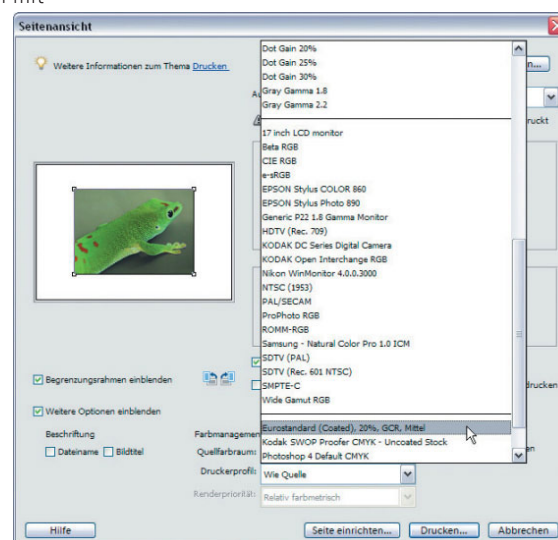 Seitenansicht
Weitere Informationen zum Thema Drucken
Dot Gain 20%
Dot Gain 25%
Dot Gain 30%
Gray Gamma 1.8
Gray Gamma 2.2
17 inch LCD monitor
Beta RGB
CIE RGB
e-sRGB
EPSON Stylus COLOR 860
EPSON Stylus Photo 890
Generic P22 1.8 Gamma Monitor
HDTV (Rec. 709)
KODAK DC Series Digital Camera
KODAK Open Interchange RGB
Nikon WinMonitor 4.0.0.3000
NTSC (1953)
PAL/SECAM
ProPhoto RGB
ROMM-RGB
Samsung - Natural Color Pro 1.0 ICM
SDTV (PAL)
SDTV (Rec. 601 NTSC)
SMPTE-C
Wide Gamut RGB
Eurostandard (Coated), 20%, GCR, Mittel
Kodak SWOP Proofer CMYK - Uncoated Stock
Photoshop 4 Default CMYK
n...
ruckt
drucken
en
Begrenzungsrahmen einblenden
Weitere Optionen einblenden
Beschriftung
Dateiname Bildtitel
Farbmanagemen
Quellfarbraum:
Druckerprofil: Wie Quelle
Renderpriorität: Relativ farbmetrisch
Hilfe Seite einrichten... Drucken... Abbrechen